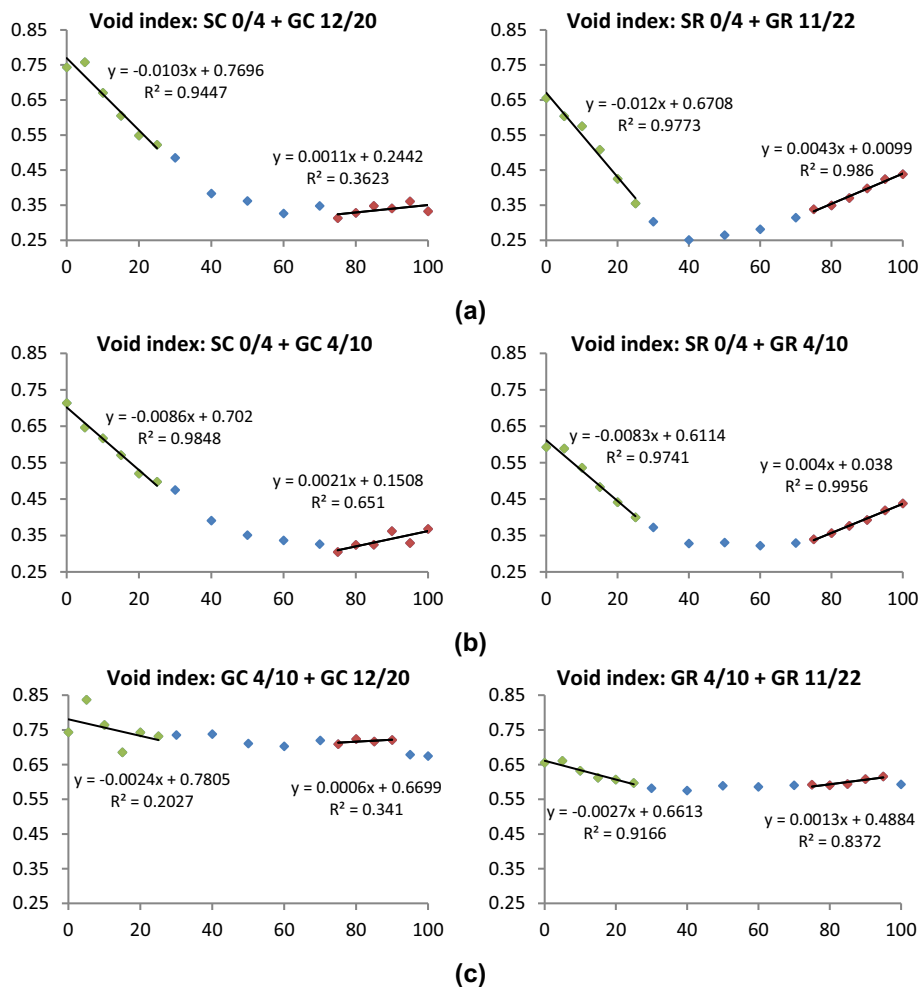 Void index: SC 0/4 + GC 12/20
0.85
0.75
0.65
0.55
0.45
0.35
0.25
0 20 40 60 80 100
y = -0.0103x + 0.7696
R² = 0.9447
y = 0.0011x + 0.2442
R² = 0.3623
Void index: SR 0/4 + GR 11/22
0.85
0.75
0.65
0.55
0.45
0.35
0.25
0 20 40 60 80 100
y = -0.012x + 0.6708
R² = 0.9773
y = 0.0043x + 0.0099
R² = 0.986
(a)
Void index: SC 0/4 + GC 4/10
0.85
0.75
0.65
0.55
0.45
0.35
0.25
0 20 40 60 80 100
y = -0.0086x + 0.702
R² = 0.9848
y = 0.0021x + 0.1508
R² = 0.651
Void index: SR 0/4 + GR 4/10
0.85
0.75
0.65
0.55
0.45
0.35
0.25
0 20 40 60 80 100
y = -0.0083x + 0.6114
R² = 0.9741
y = 0.004x + 0.038
R² = 0.9956
(b)
Void index: GC 4/10 + GC 12/20
0.85
0.75
0.65
0.55
0.45
0.35
0.25
0 20 40 60 80 100
y = -0.0024x + 0.7805
R² = 0.2027
y = 0.0006x + 0.6699
R² = 0.341
Void index: GR 4/10 + GR 11/22
0.85
0.75
0.65
0.55
0.45
0.35
0.25
0 20 40 60 80 100
y = -0.0027x + 0.6613
R² = 0.9166
y = 0.0013x + 0.4884
R² = 0.8372
(c)